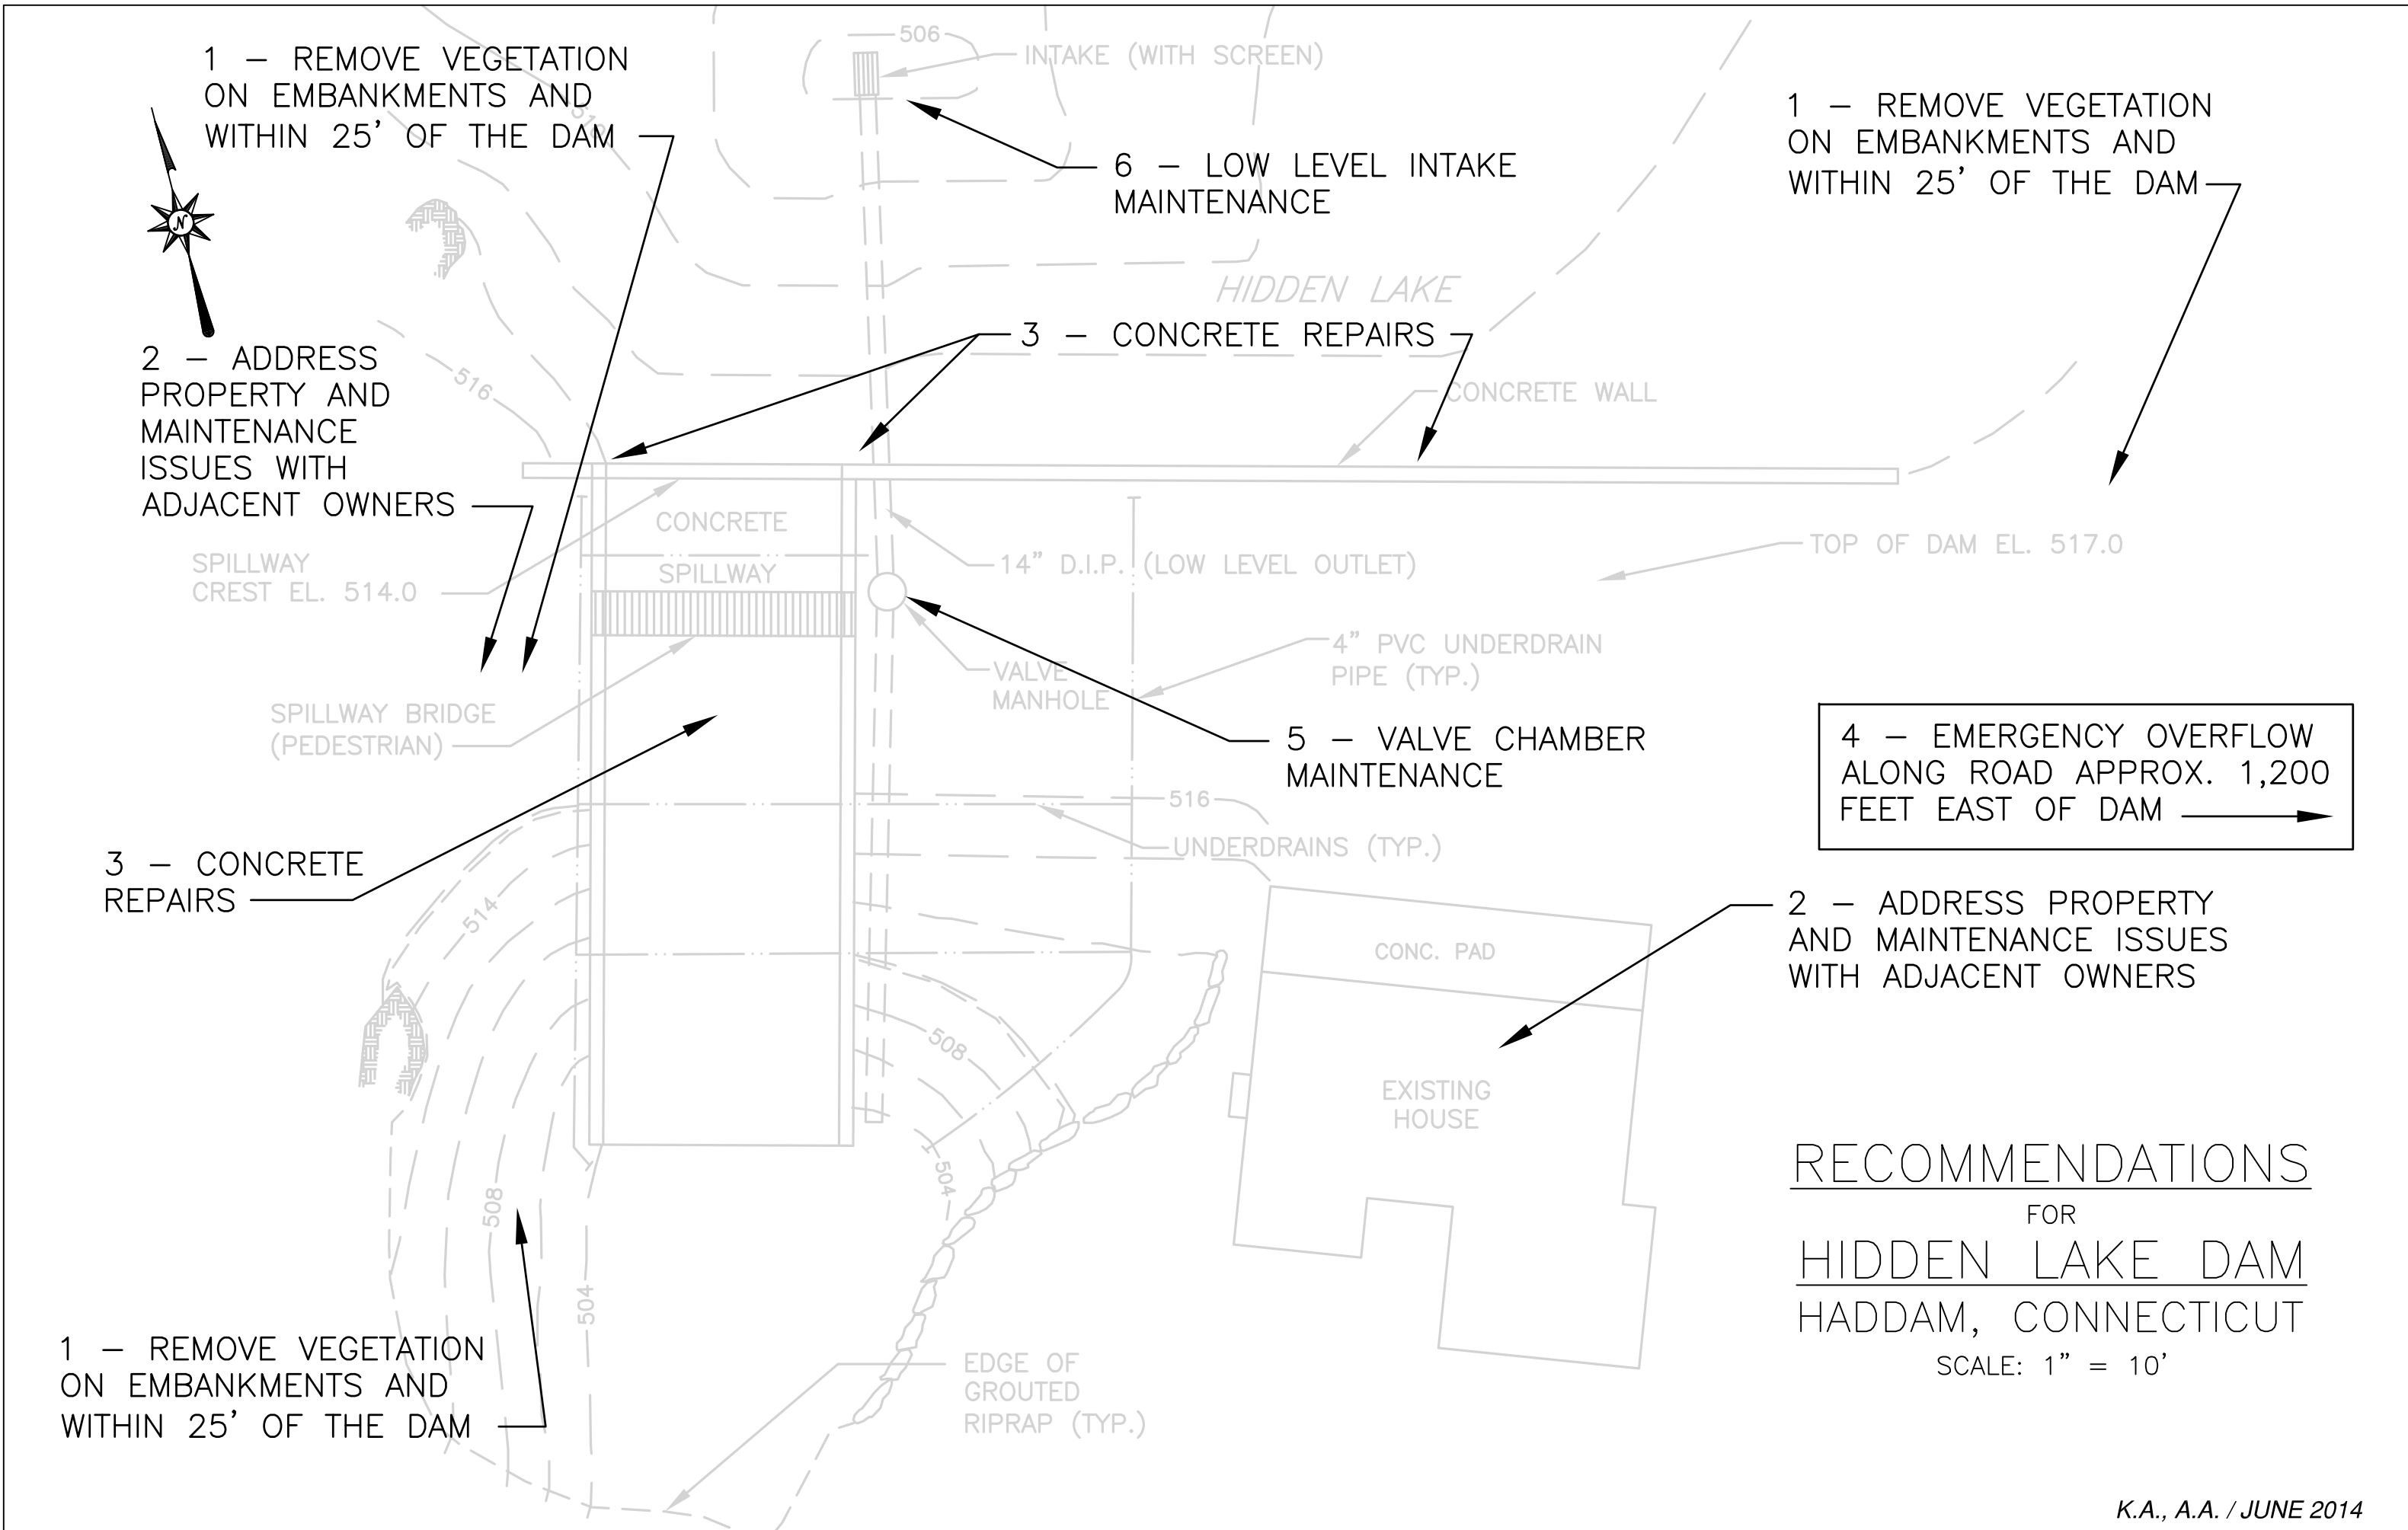 1 – REMOVE VEGETATION
ON EMBANKMENTS AND
WITHIN 25' OF THE DAM
506
INTAKE (WITH SCREEN)
6 – LOW LEVEL INTAKE
MAINTENANCE
1 – REMOVE VEGETATION
ON EMBANKMENTS AND
WITHIN 25' OF THE DAM
N
HIDDEN LAKE
3 – CONCRETE REPAIRS
2 – ADDRESS
PROPERTY AND
MAINTENANCE
ISSUES WITH
ADJACENT OWNERS
516
CONCRETE WALL
CONCRETE
SPILLWAY
SPILLWAY
CREST EL. 514.0
14" D.I.P. (LOW LEVEL OUTLET)
TOP OF DAM EL. 517.0
4" PVC UNDERDRAIN
PIPE (TYP.)
VALVE
MANHOLE
SPILLWAY BRIDGE
(PEDESTRIAN)
5 – VALVE CHAMBER
MAINTENANCE
4 – EMERGENCY OVERFLOW
ALONG ROAD APPROX. 1,200
FEET EAST OF DAM
516
UNDERDRAINS (TYP.)
3 – CONCRETE
REPAIRS
514
2 – ADDRESS PROPERTY
AND MAINTENANCE ISSUES
WITH ADJACENT OWNERS
CONC. PAD
508
EXISTING
HOUSE
504
508
504
RECOMMENDATIONS
FOR
HIDDEN LAKE DAM
HADDAM, CONNECTICUT
SCALE: 1" = 10'
1 – REMOVE VEGETATION
ON EMBANKMENTS AND
WITHIN 25' OF THE DAM
EDGE OF
GROUTED
RIPRAP (TYP.)
K.A., A.A. / JUNE 2014